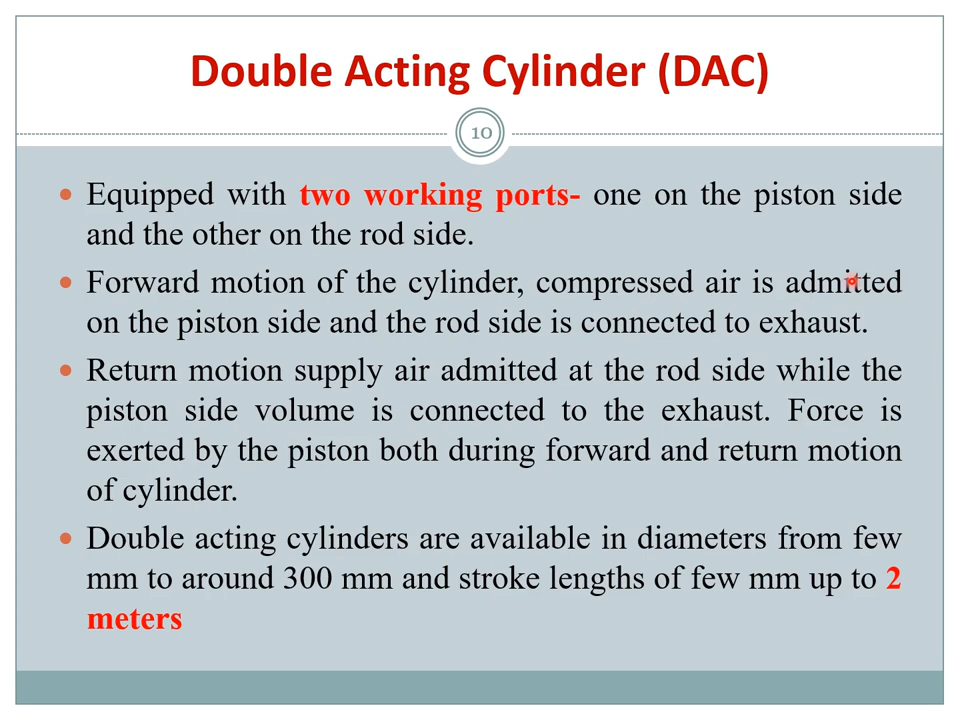 Double Acting Cylinder (DAC)
10
Equipped with two working ports- one on the piston side
and the other on the rod side.
Forward motion of the cylinder, compressed air is admitted
on the piston side and the rod side is connected to exhaust.
Return motion supply air admitted at the rod side while the
piston side volume is connected to the exhaust. Force is
exerted by the piston both during forward and return motion
of cylinder.
Double acting cylinders are available in diameters from few
mm to around 300 mm and stroke lengths of few mm up to 2
meters